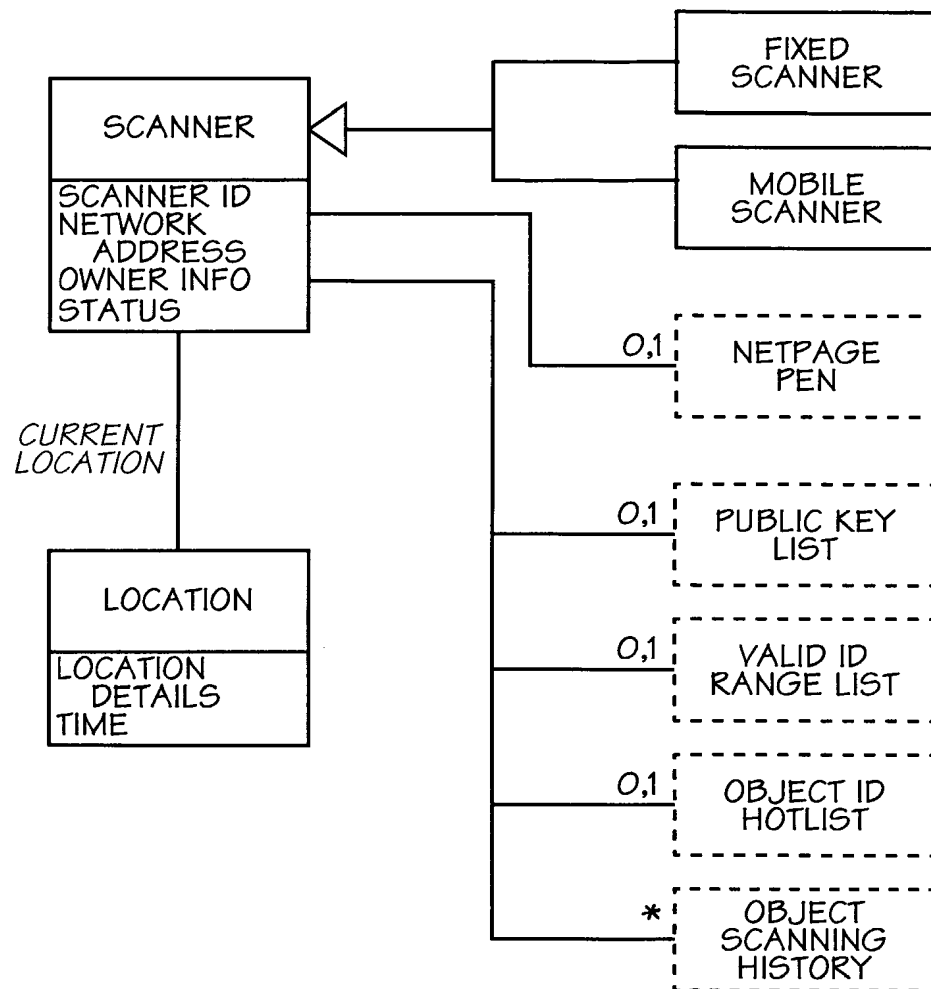 FIXED
SCANNER
SCANNER
MOBILE
SCANNER
SCANNER ID
NETWORK
ADDRESS
OWNER INFO
STATUS
0,1
NETPAGE
PEN
CURRENT
LOCATION
0,1
PUBLIC KEY
LIST
LOCATION
0,1
VALID ID
RANGE LIST
LOCATION
DETAILS
TIME
0,1
OBJECT ID
HOTLIST
*
OBJECT
SCANNING
HISTORY